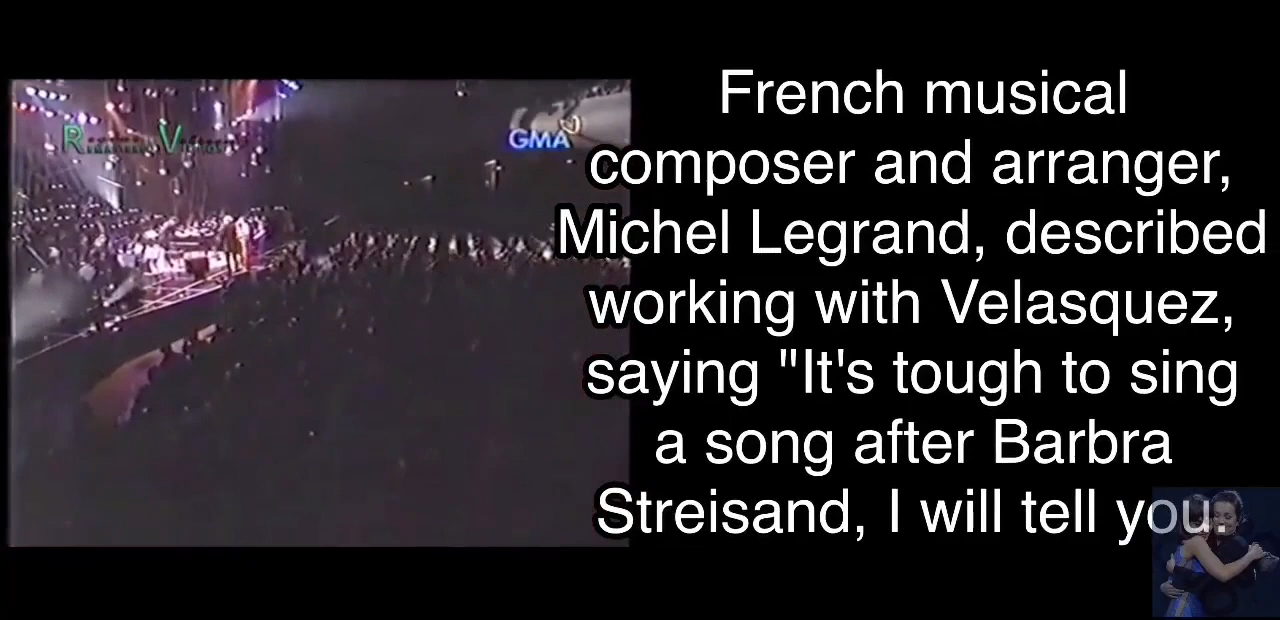 GMA
French musical
composer and arranger,
Michel Legrand, described
working with Velasquez,
saying "It's tough to sing
a song after Barbra
Streisand, I will tell you.